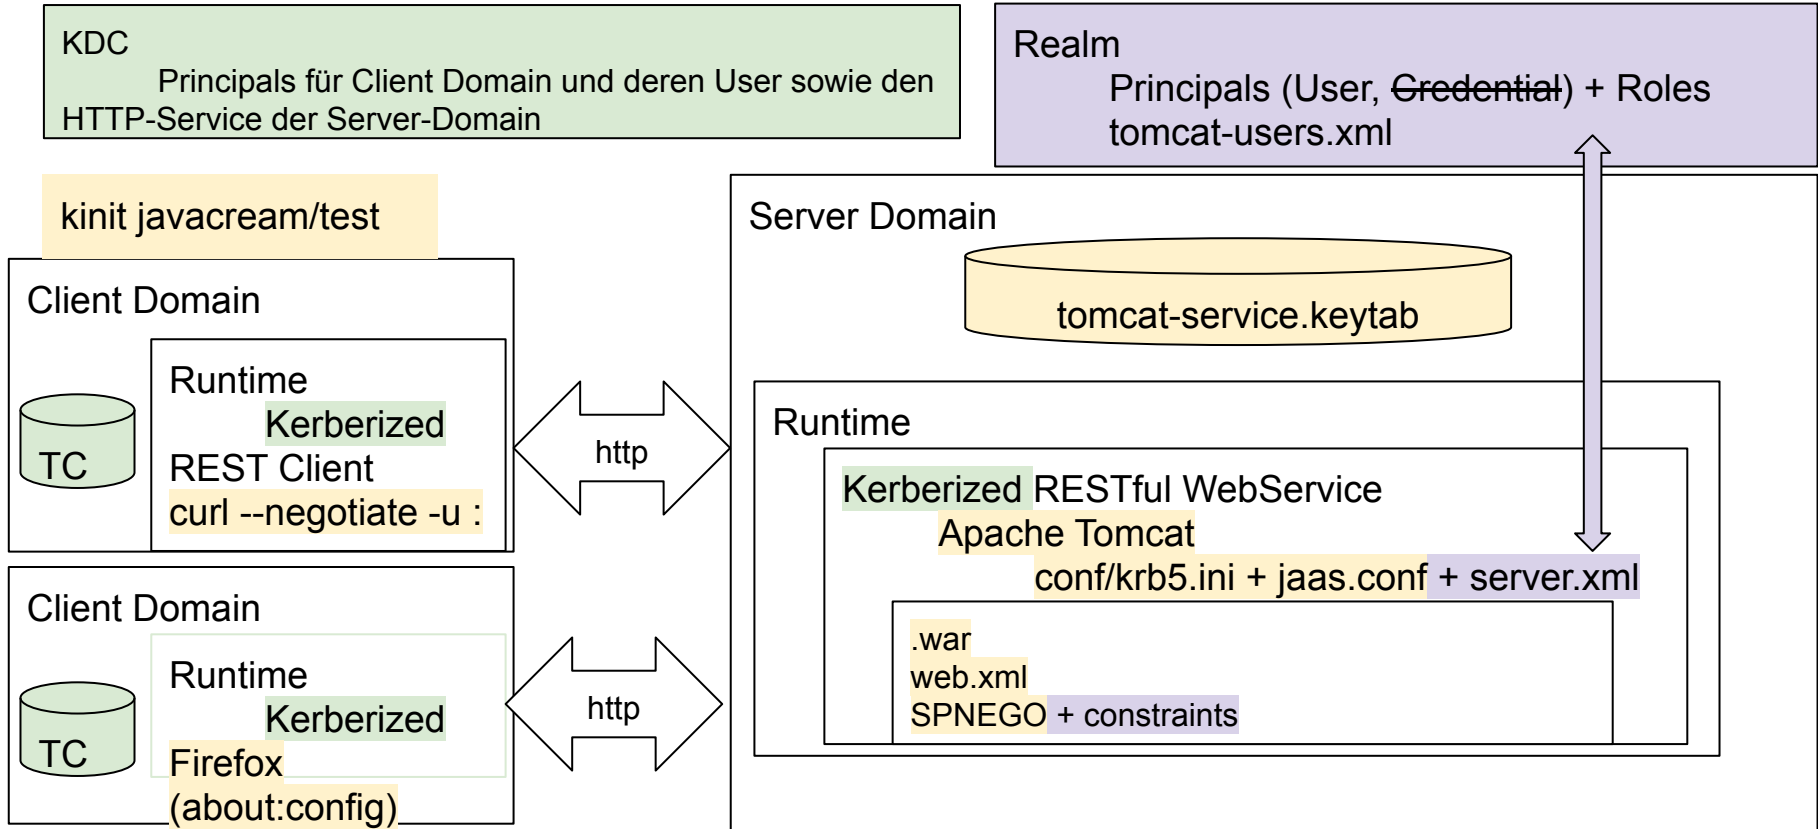 KDC
Principals für Client Domain und deren User sowie den
HTTP-Service der Server-Domain
Realm
Principals (User, Credential) + Roles
tomcat-users.xml
kinit javacream/test
Client Domain
Runtime
Kerberized
REST Client
curl --negotiate -u :
TC
http
Client Domain
Runtime
Kerberized
Firefox
(about:config)
TC
http
Server Domain
tomcat-service.keytab
Runtime
Kerberized RESTful WebService
Apache Tomcat
conf/krb5.ini + jaas.conf + server.xml
.war
web.xml
SPNEGO + constraints